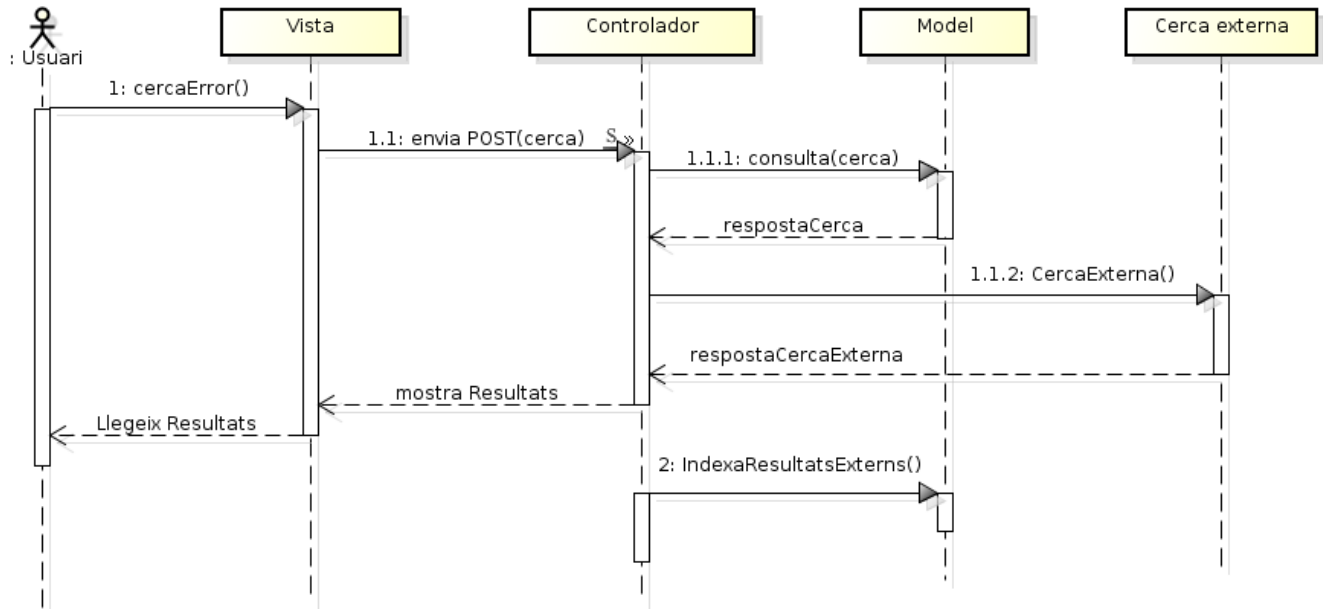 Vista
Controlador
Model
Cerca externa
: Usuari
1: cercaError()
1.1: envia POST(cerca)
S »
1.1.1: consulta(cerca)
respostaCerca
1.1.2: CercaExterna()
respostaCercaExterna
mostra Resultats
Llegeix Resultats
2: IndexaResultatsExterns()